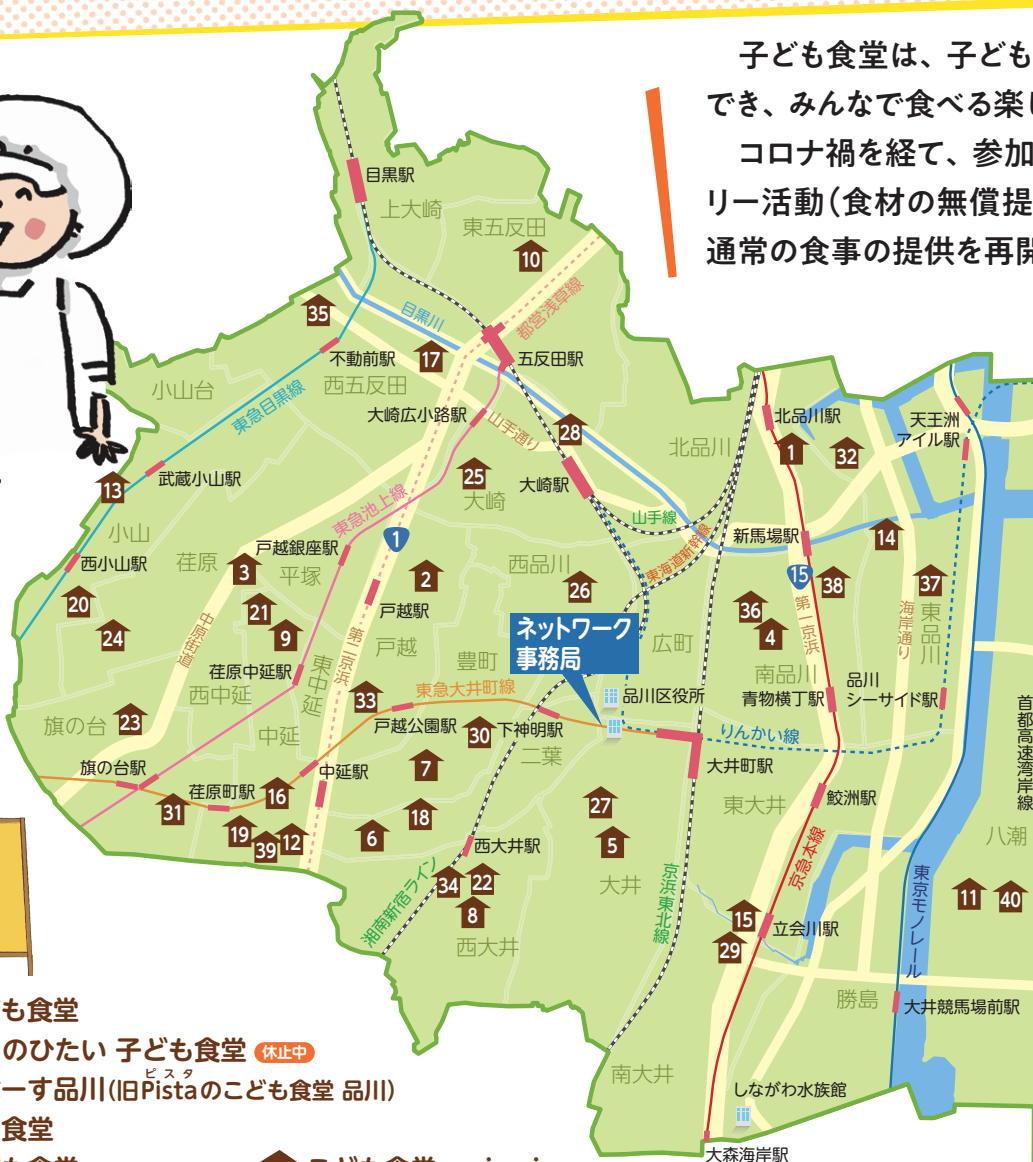 子ども食堂は、子ども
でき、みんなで食べる楽し
コロナ禍を経て、参加
リー活動(食材の無償提
通常の食事の提供を再開
目黒駅
上大崎
東五反田
10
都営浅草線
目黒川
35
不動前駅
17
五反田駅
西五反田
小山台
東急目黒線
大崎広小路駅
山手通り
28
北品川
北品川駅
1
32
天王洲
アイル駅
武蔵小山駅
13
25
大崎
大崎駅
東急池上線
小山
山手線
東海道新幹線
新馬場駅
14
西小山駅
荏原
3
戸越銀座駅
平塚
1
2
西品川
26
15
38
37
20
24
21
9
戸越駅
戸越
第二京浜
中原街道
ネットワーク
事務局
広町
36
4
第一京浜
海岸通り
東品川
南品川
荏原中延駅
東中延
西中延
豊町
東急大井町線
33
品川区役所
青物横丁駅
品川
シーサイド駅
旗の台
23
中延
戸越公園駅
30
下神明駅
二葉
りんかい線
首都高速湾岸線
旗の台駅
中延駅
7
大井町駅
荏原町駅
16
31
18
27
東大井
鮫洲駅
19
39
12
6
西大井駅
5
八潮
湘南新宿ライン
34
22
8
大井
京浜東北線
京急本線
東京モノレール
11
40
西大井
15
29
立会川駅
勝島
大井競馬場前駅
南大井
しながわ水族館
大森海岸駅
も食堂
のひたい 子ども食堂 休止中
ーす品川(旧Pistaのこども食堂 品川)
ピスタ
食堂